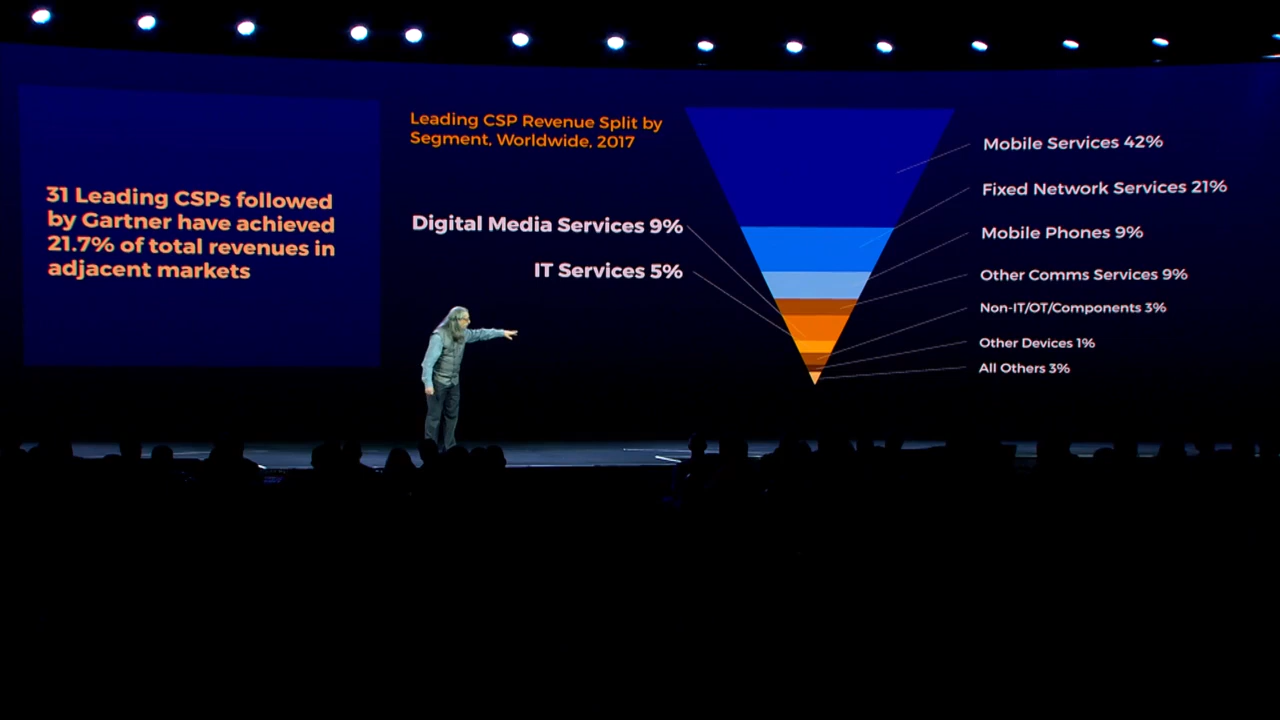 31 Leading CSPs followed
by Gartner have achieved
21.7% of total revenues in
adjacent markets
Leading CSP Revenue Split by
Segment, Worldwide, 2017
Digital Media Services 9%
IT Services 5%
Mobile Services 42%
Fixed Network Services 21%
Mobile Phones 9%
Other Comms Services 9%
Non-IT/OT/Components 3%
Other Devices 1%
All Others 3%